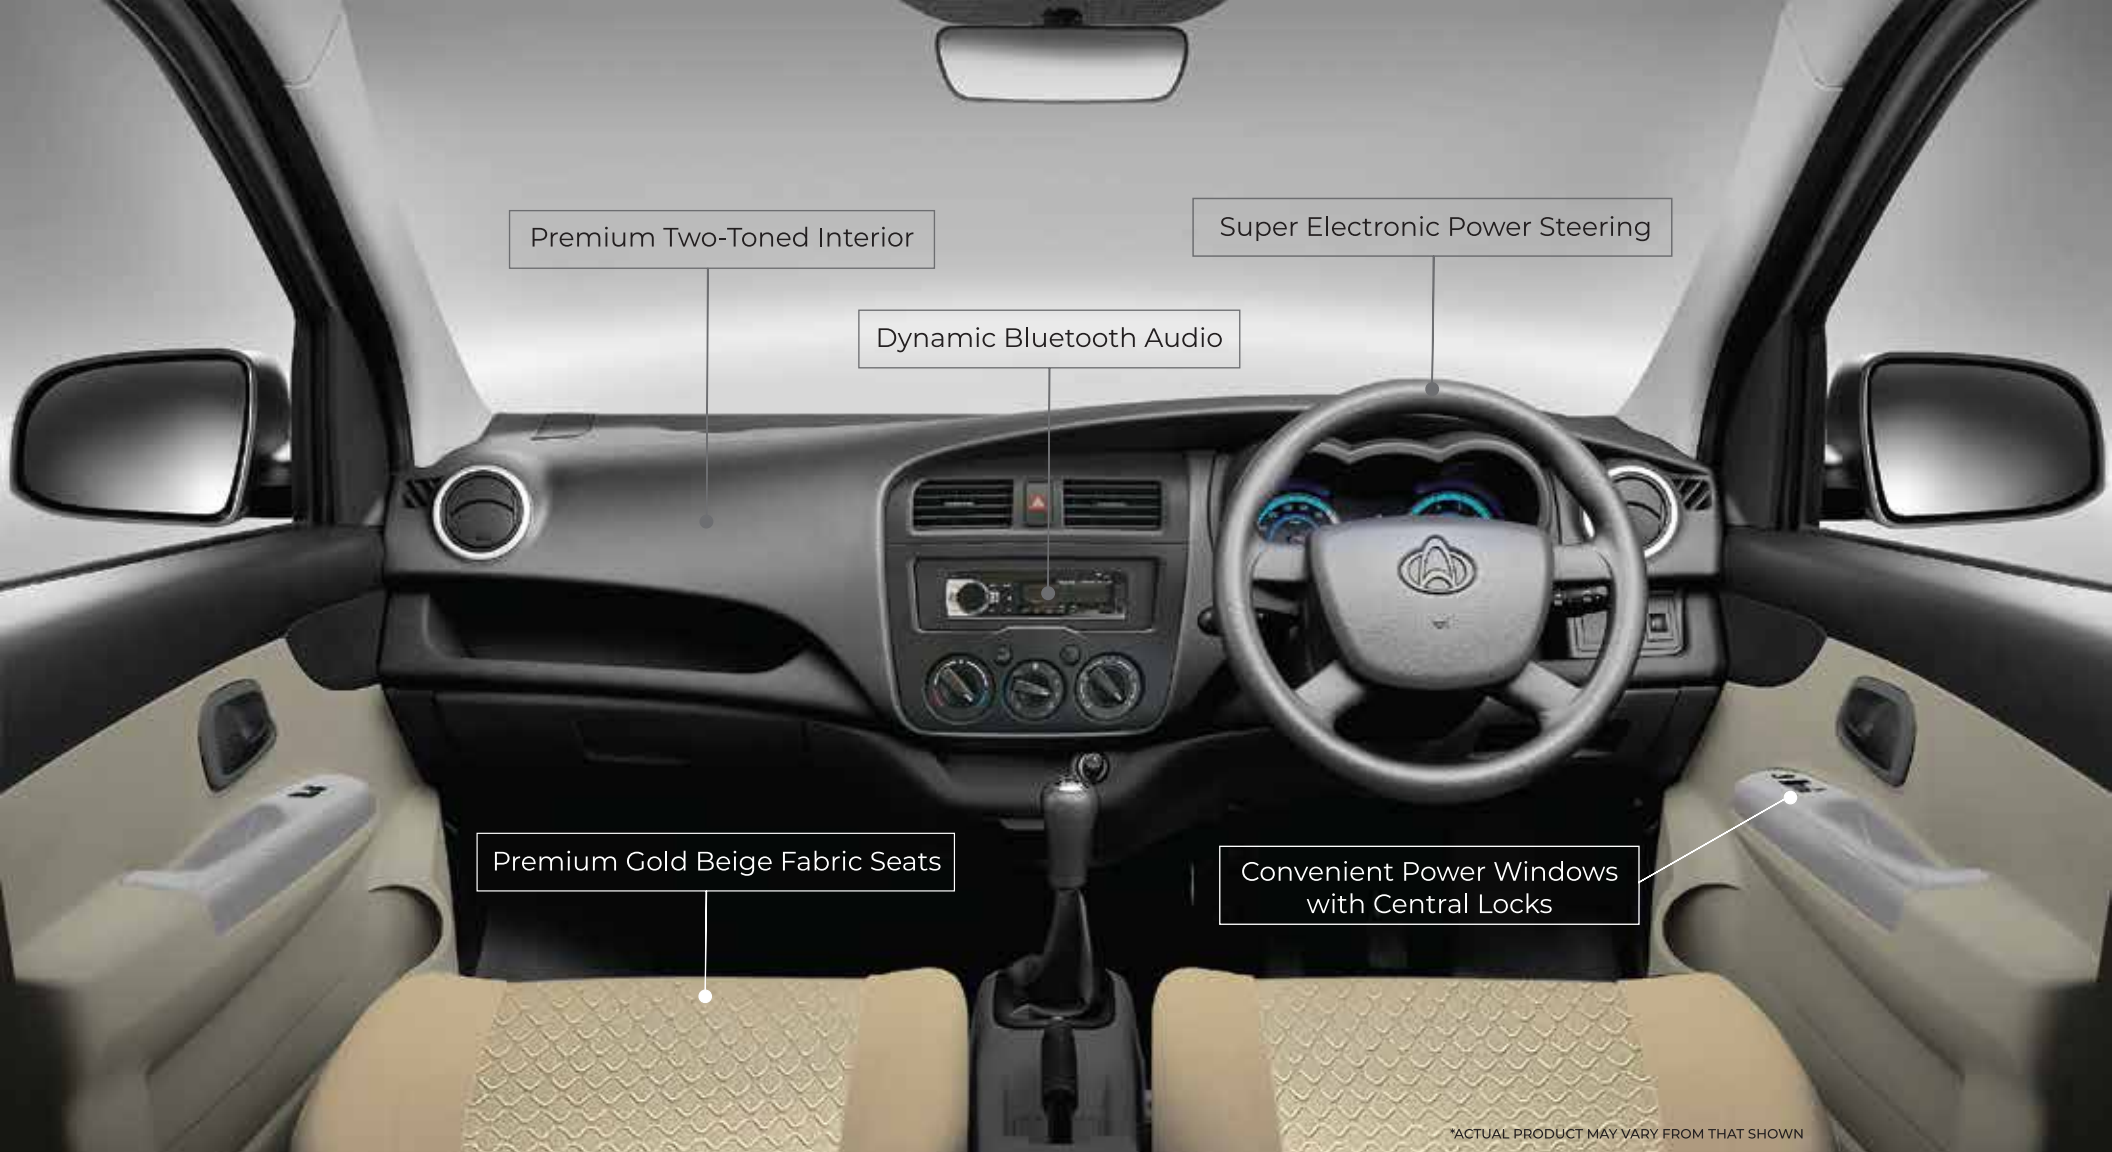 Premium Two-Toned Interior
Super Electronic Power Steering
Dynamic Bluetooth Audio
Premium Gold Beige Fabric Seats
Convenient Power Windows
with Central Locks
*ACTUAL PRODUCT MAY VARY FROM THAT SHOWN